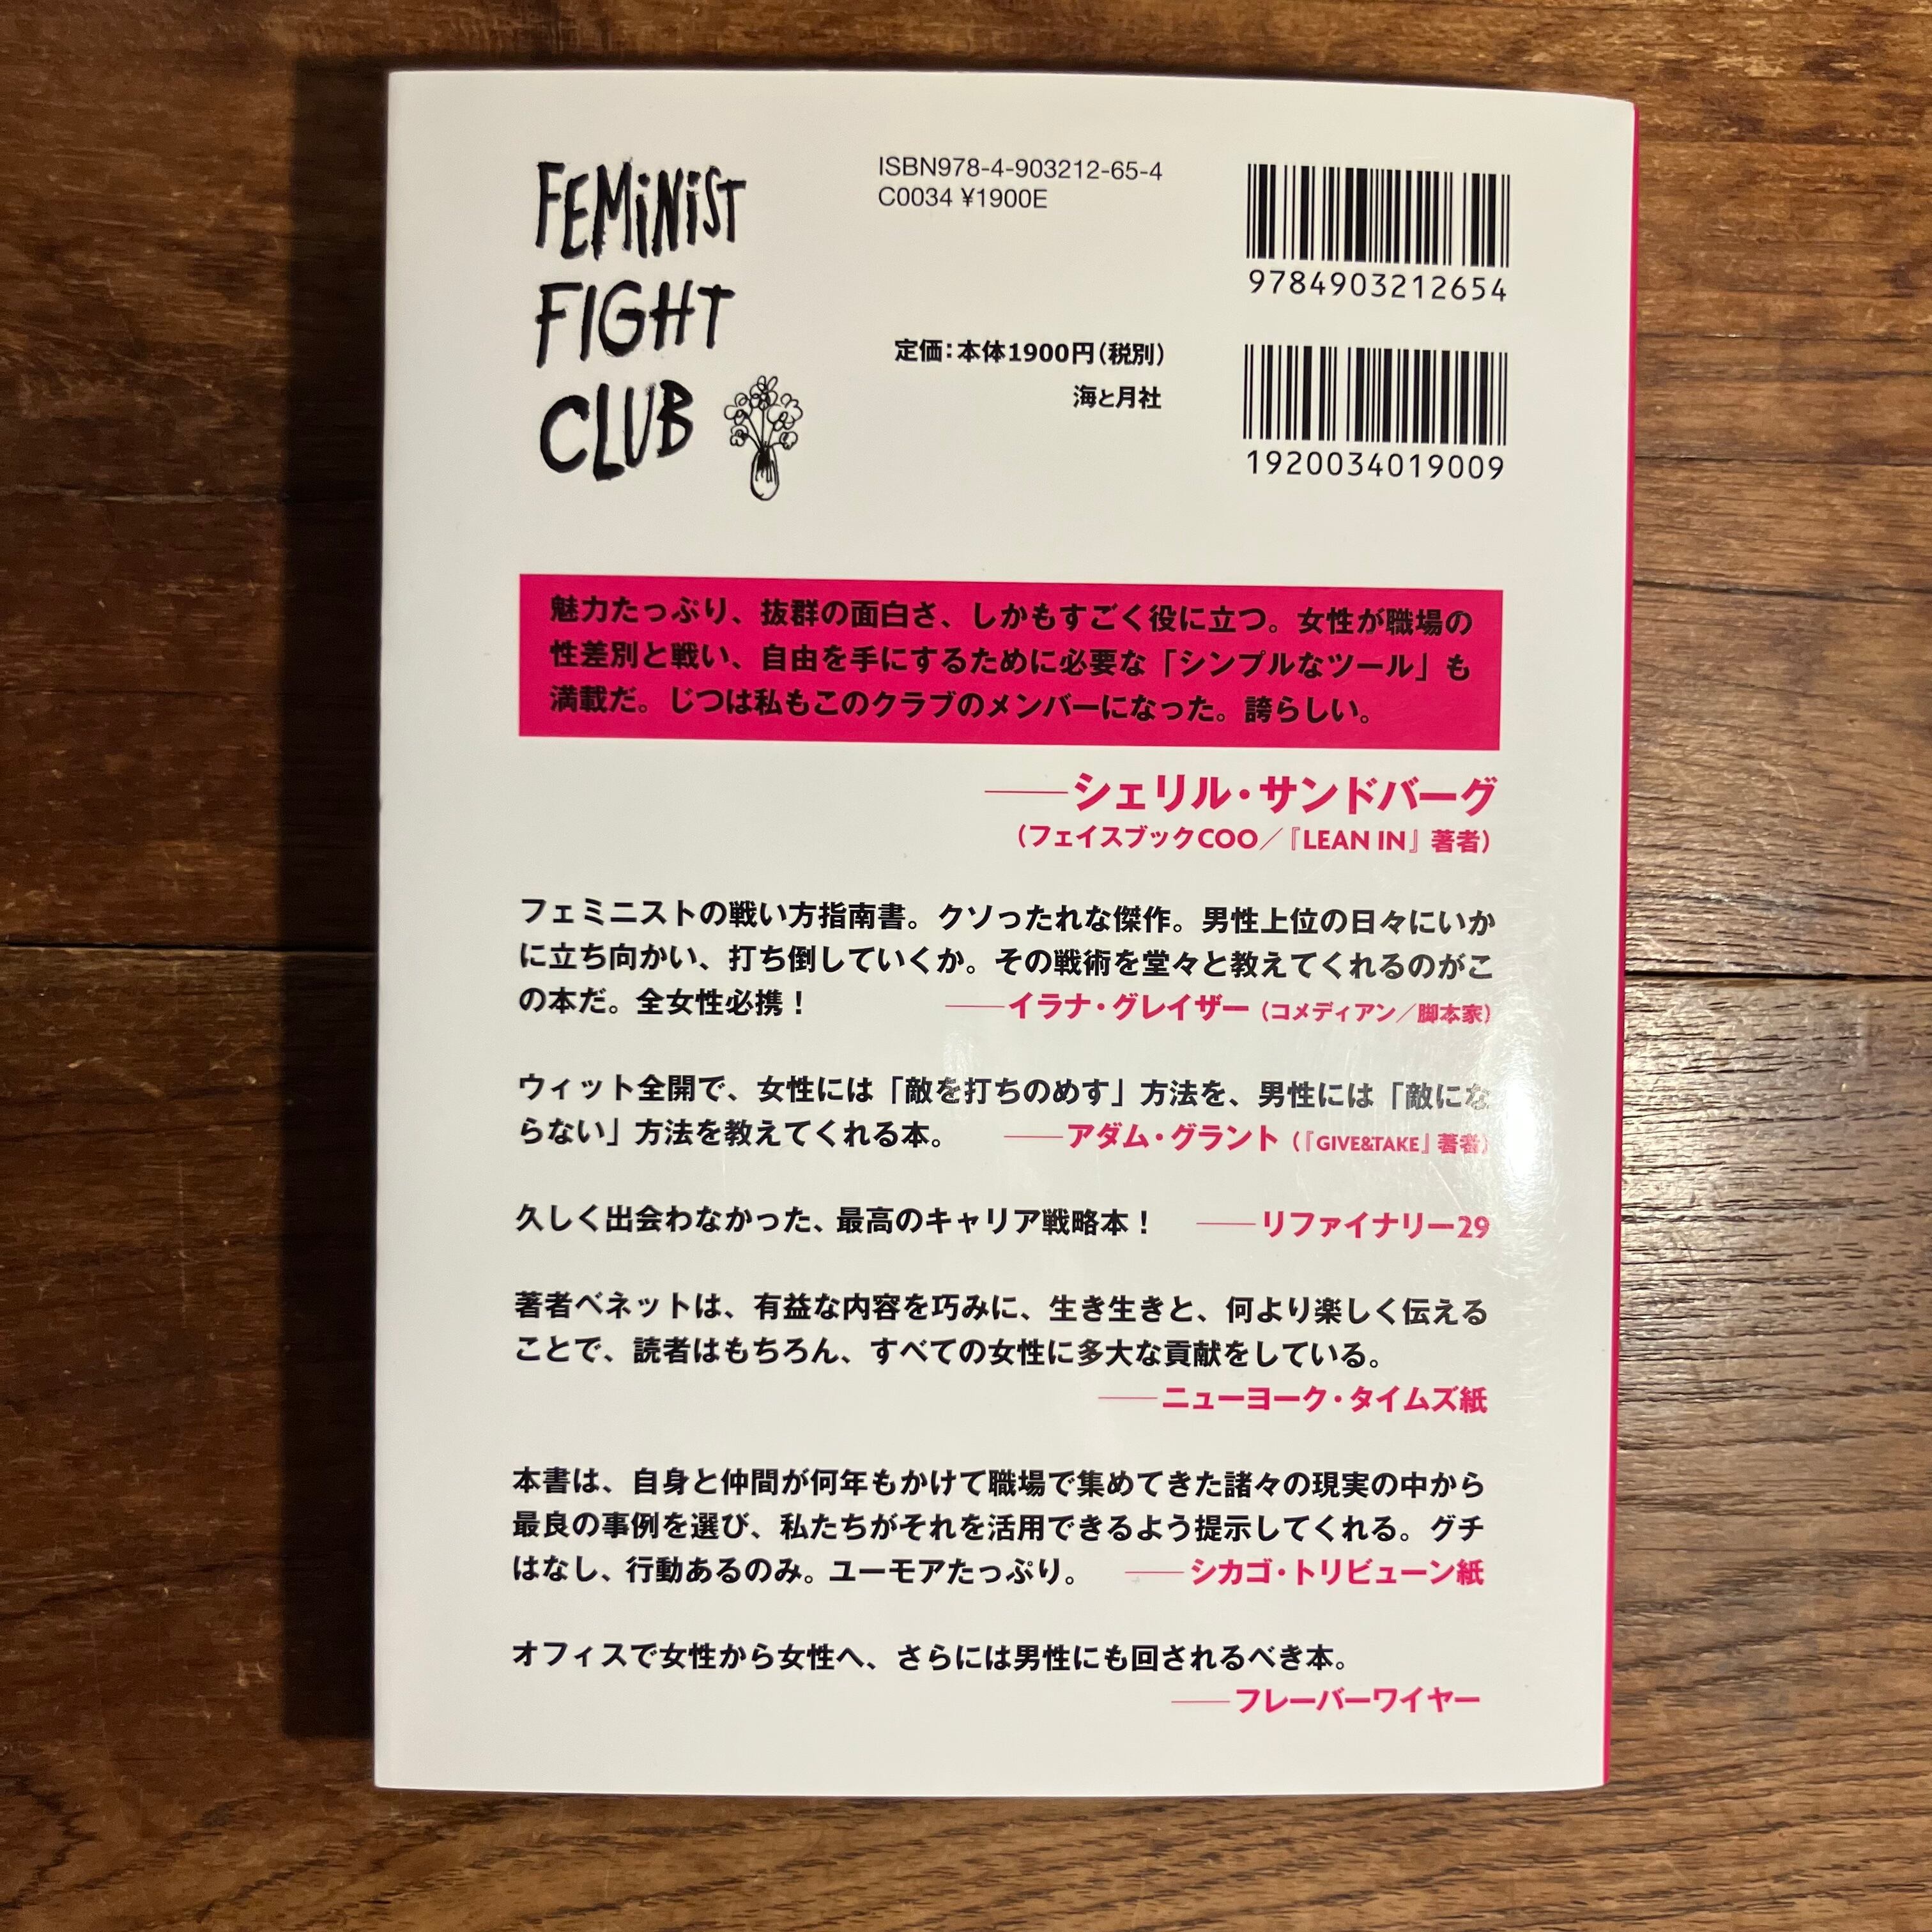 FEMiNiST
FIGHT
CLUB
ISBN978-4-903212-65-4
C0034 ¥1900E
定価：本体1900円（税別）
海と月社
9784903212654
1920034019009
魅力たっぷり、抜群の面白さ、しかもすごく役に立つ。女性が職場の
性差別と戦い、自由を手にするために必要な「シンプルなツール」も
満載だ。じつは私もこのクラブのメンバーになった。誇らしい。
——シェリル・サンドバーグ
（フェイスブックCOO／『LEAN IN』著者）
フェミニストの戦い方指南書。クソったれな傑作。男性上位の日々にいか
に立ち向かい、打ち倒していくか。その戦術を堂々と教えてくれるのがこ
の本だ。全女性必携！ ——イラナ・グレイザー（コメディアン／脚本家）
ウィット全開で、女性には「敵を打ちのめす」方法を、男性には「敵にな
らない」方法を教えてくれる本。 ——アダム・グラント（『GIVE&TAKE』著者）
久しく出会わなかった、最高のキャリア戦略本！ ——リファイナリー29
著者ベネットは、有益な内容を巧みに、生き生きと、何より楽しく伝える
ことで、読者はもちろん、すべての女性に多大な貢献をしている。
——ニューヨーク・タイムズ紙
本書は、自身と仲間が何年もかけて職場で集めてきた諸々の現実の中から
最良の事例を選び、私たちがそれを活用できるよう提示してくれる。グチ
はなし、行動あるのみ。ユーモアたっぷり。 ——シカゴ・トリビューン紙
オフィスで女性から女性へ、さらには男性にも回されるべき本。
——フレーバーワイヤー